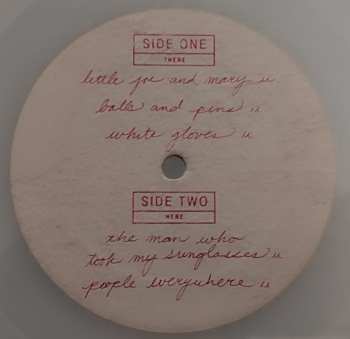 SIDE ONE
THERE
little joe and mary ii
balls and pins ii
white gloves ii
SIDE TWO
HERE
the man who
took my sunglasses ii
people everywhere ii